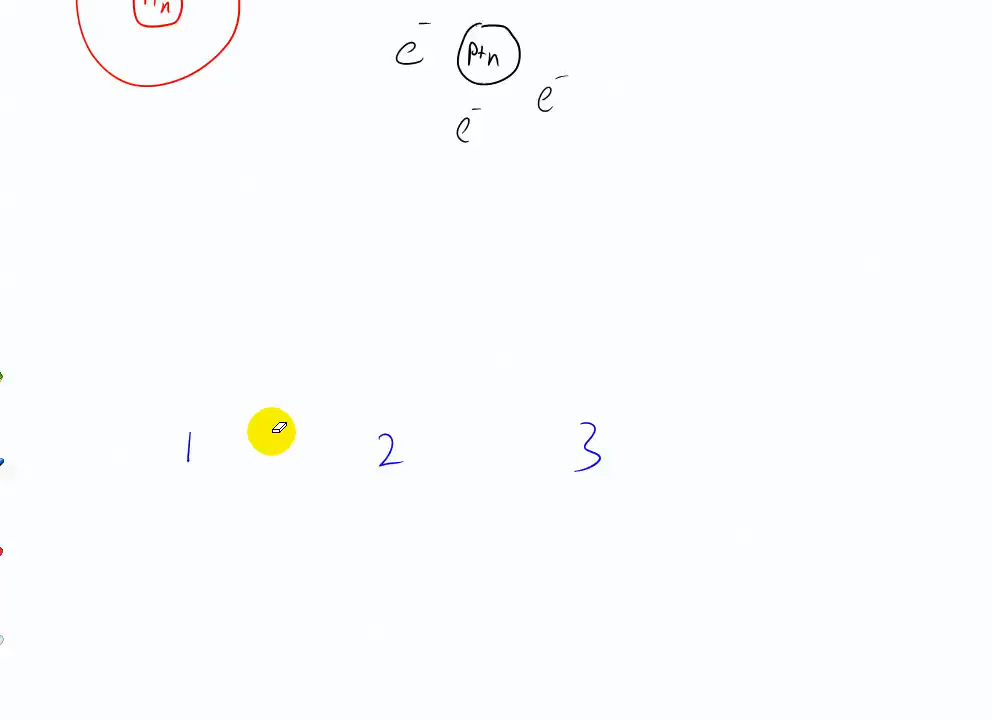 e⁻ p+n
e⁻
e⁻
1 2 3